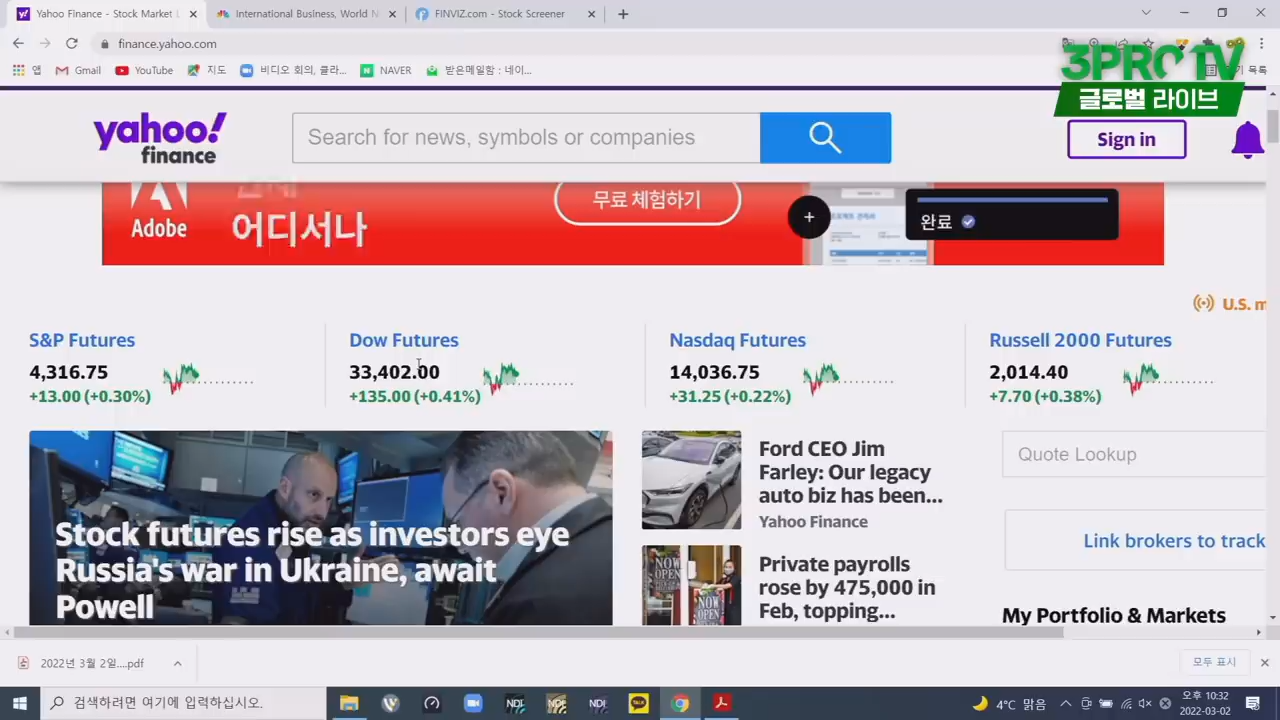 Yahoo Finance - Stock Market L
International Business, World N
FINVIZ.com - Stock Screener
finance.yahoo.com
앱
Gmail
YouTube
지도
비디오 회의, 클라...
NAVER
받은메일함 : 네이...
목록
3PROTV
글로벌 라이브
yahoo!
finance
Search for news, symbols or companies
Sign in
Adobe
어디서나
무료 체험하기
+
완료
U.S. m
S&P Futures
4,316.75
+13.00 (+0.30%)
Dow Futures
33,402.00
+135.00 (+0.41%)
Nasdaq Futures
14,036.75
+31.25 (+0.22%)
Russell 2000 Futures
2,014.40
+7.70 (+0.38%)
Stock futures rise as investors eye
Russia's war in Ukraine, await
Powell
Ford CEO Jim
Farley: Our legacy
auto biz has been...
Yahoo Finance
NOW
OPEN
NOW
OPEN
Private payrolls
rose by 475,000 in
Feb, topping...
Quote Lookup
Link brokers to track
My Portfolio & Markets
2022년 3월 2일....pdf
모두 표시
검색하려면 여기에 입력하십시오.
4°C 맑음
오후 10:32
2022-03-02